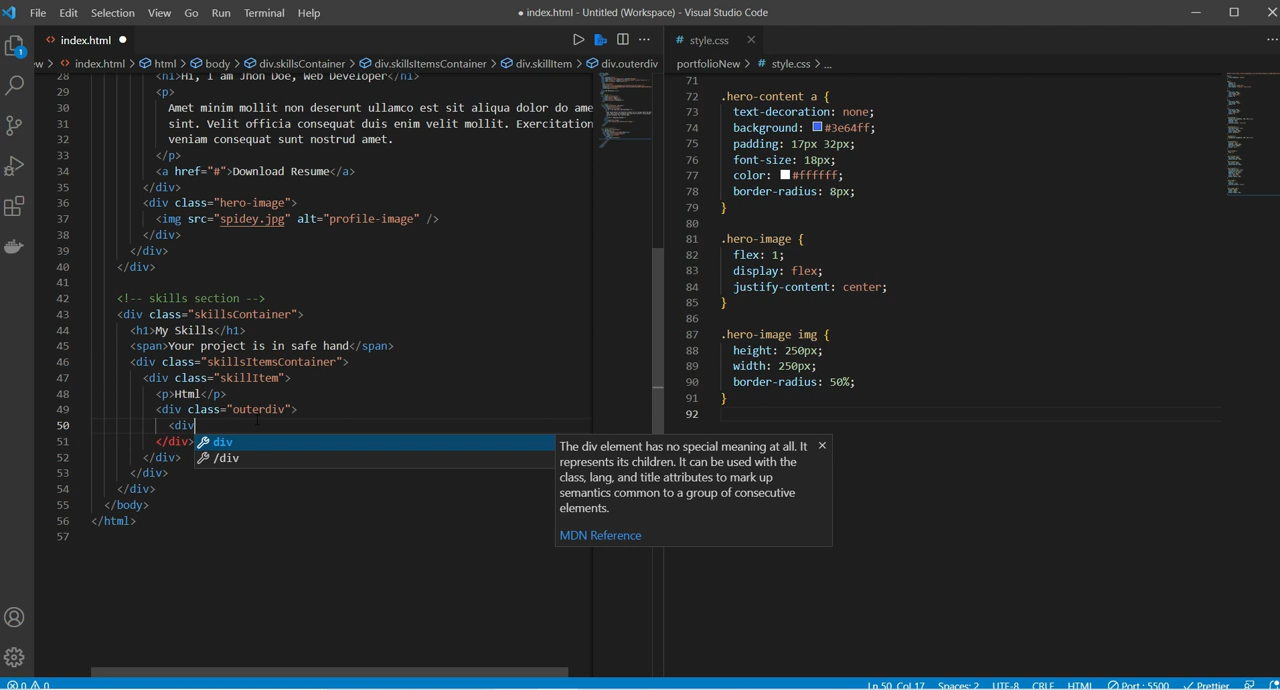 File Edit Selection View Go Run Terminal Help
● index.html - Untitled (Workspace) - Visual Studio Code
1
<> index.html ●
# style.css ×
ew > <> index.html > html > body > div.skillsContainer > div.skillsItemsContainer > div.skillItem > div.outerdiv
portfolioNew > # style.css > ...
28 <h1>Hi, I am Jhon Doe, Web Developer</h1>
29 <p>
30 Amet minim mollit non deserunt ullamco est sit aliqua dolor do ame
31 sint. Velit officia consequat duis enim velit mollit. Exercitation
32 veniam consequat sunt nostrud amet.
33 </p>
34 <a href="#">Download Resume</a>
35 </div>
36 <div class="hero-image">
37 <img src="spidey.jpg" alt="profile-image" />
38 </div>
39 </div>
40 </div>
41
42 <!-- skills section -->
43 <div class="skillsContainer">
44 <h1>My Skills</h1>
45 <span>Your project is in safe hand</span>
46 <div class="skillsItemsContainer">
47 <div class="skillItem">
48 <p>Html</p>
49 <div class="outerdiv">
50 <div
51 </div>
52 </div>
53 </div>
54 </div>
55 </body>
56 </html>
57
div
/div
The div element has no special meaning at all. It
represents its children. It can be used with the
class, lang, and title attributes to mark up
semantics common to a group of consecutive
elements.
MDN Reference
71
72 .hero-content a {
73 text-decoration: none;
74 background: #3e64ff;
75 padding: 17px 32px;
76 font-size: 18px;
77 color: #ffffff;
78 border-radius: 8px;
79 }
80
81 .hero-image {
82 flex: 1;
83 display: flex;
84 justify-content: center;
85 }
86
87 .hero-image img {
88 height: 250px;
89 width: 250px;
90 border-radius: 50%;
91 }
92
0 0
Ln 50, Col 17 Spaces: 2 UTF-8 CRLF HTML Port : 5500 Prettier